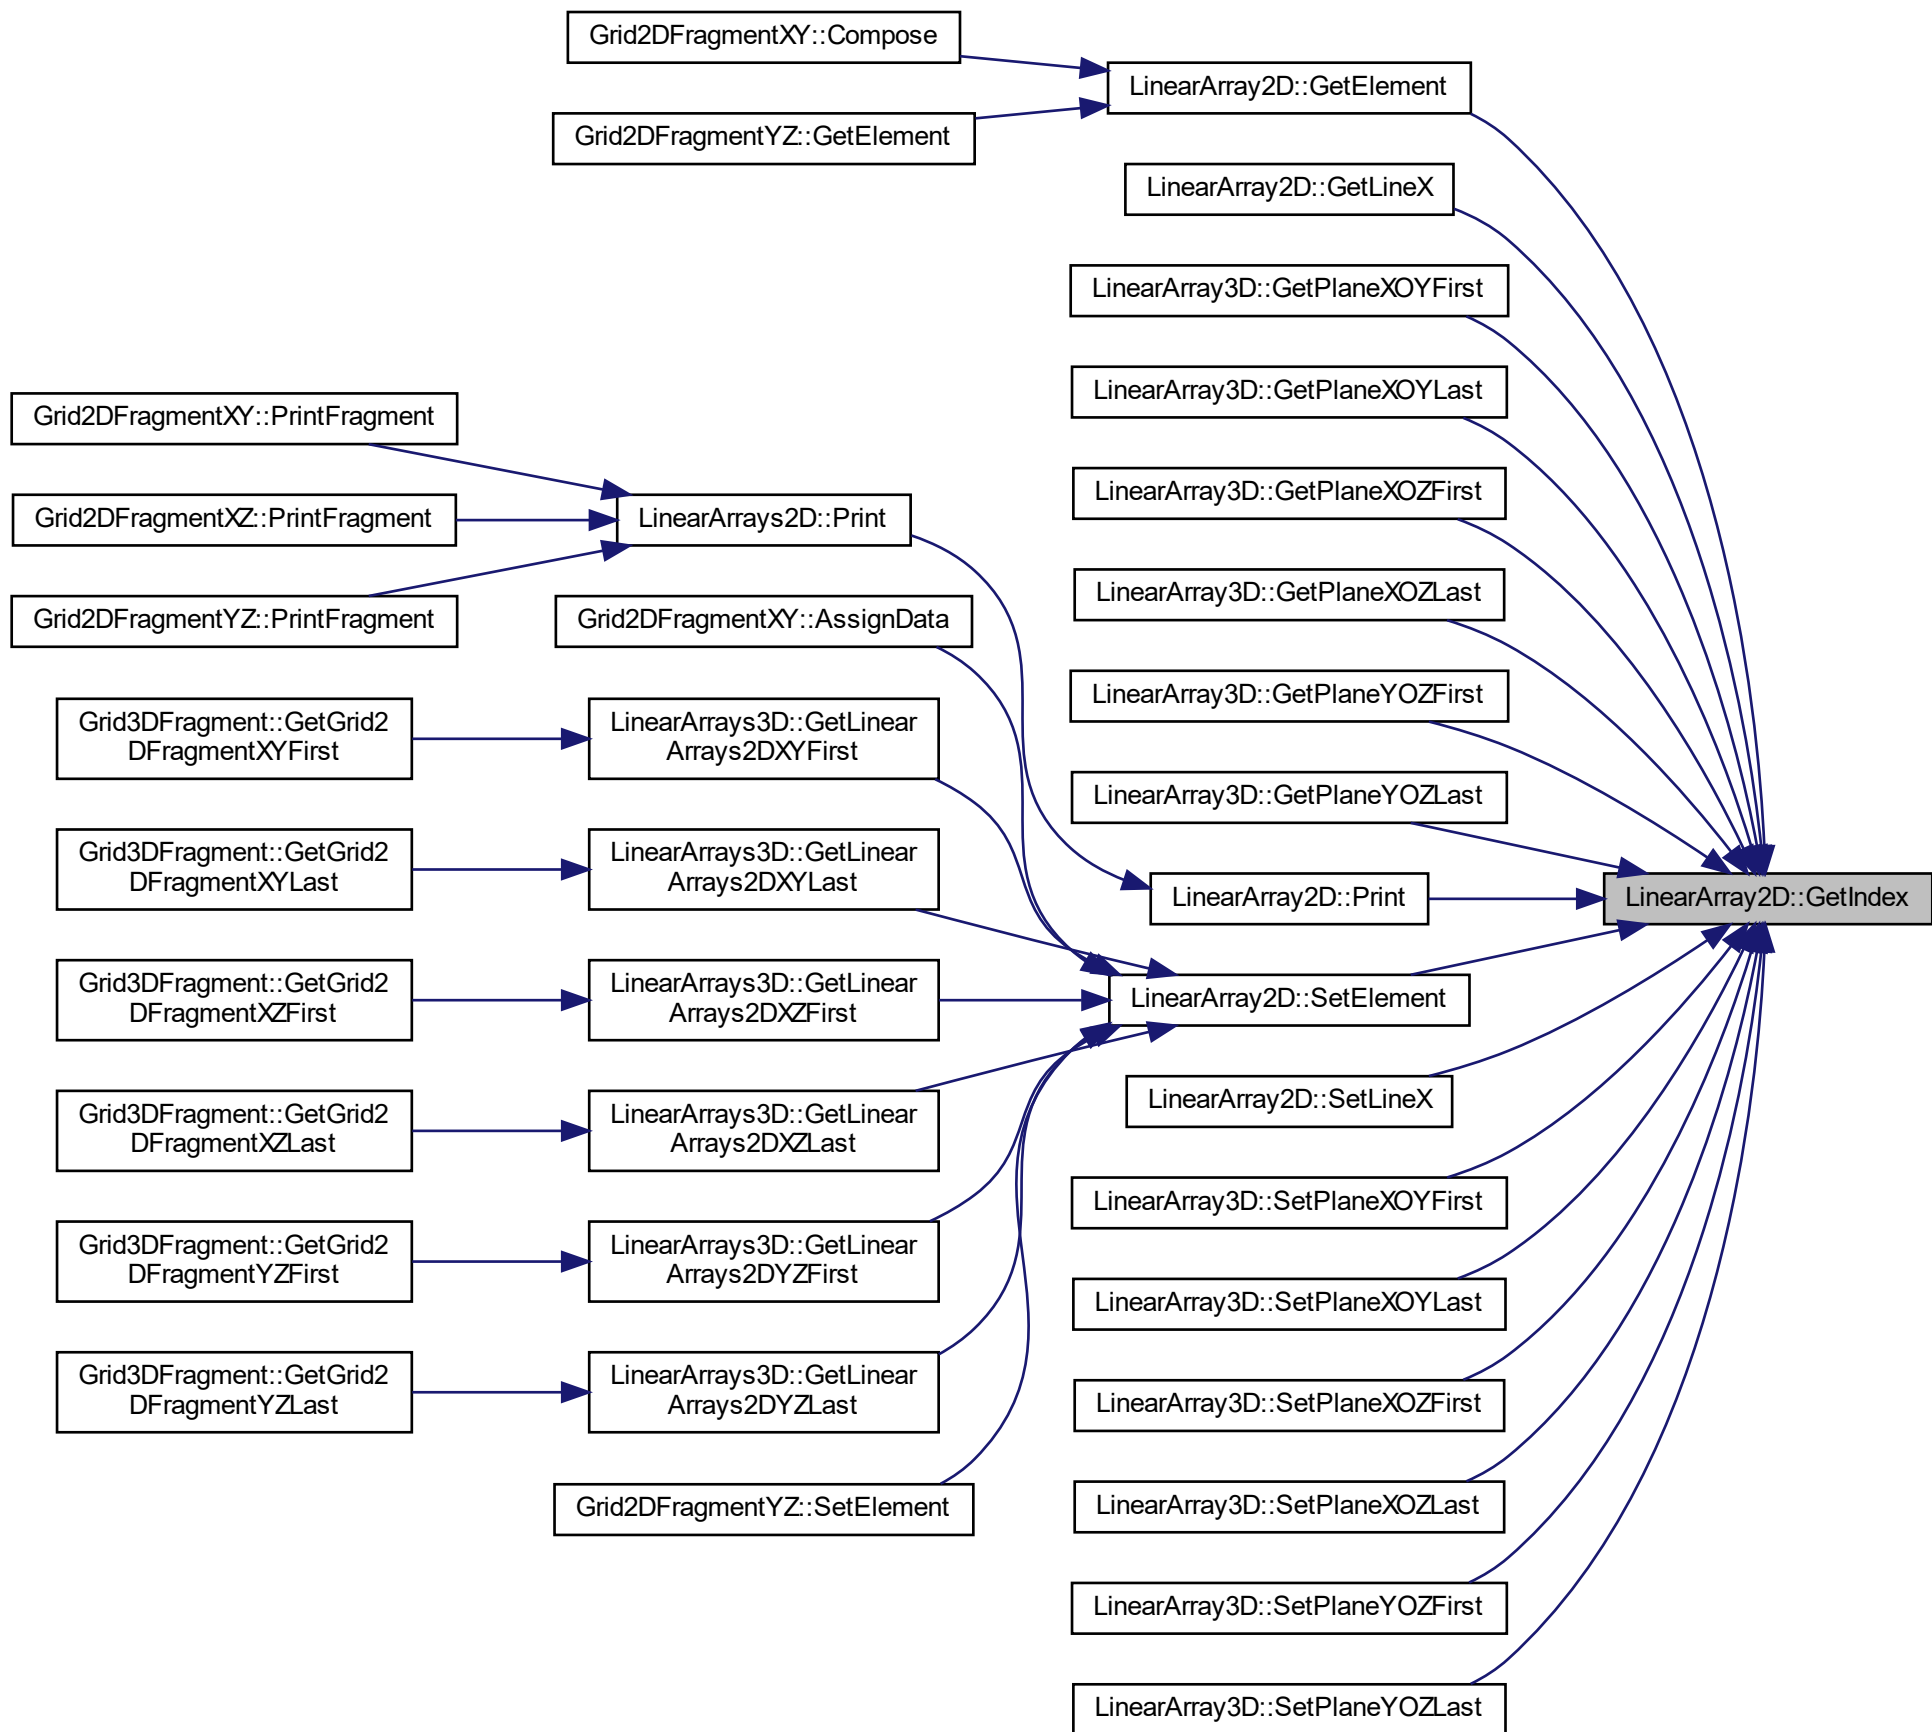 Grid2DFragmentXY::Compose
LinearArray2D::GetElement
Grid2DFragmentYZ::GetElement
LinearArray2D::GetLineX
LinearArray3D::GetPlaneXOYFirst
LinearArray3D::GetPlaneXOYLast
Grid2DFragmentXY::PrintFragment
LinearArray3D::GetPlaneXOZFirst
Grid2DFragmentXZ::PrintFragment
LinearArrays2D::Print
LinearArray3D::GetPlaneXOZLast
Grid2DFragmentYZ::PrintFragment
Grid2DFragmentXY::AssignData
LinearArray3D::GetPlaneYOZFirst
Grid3DFragment::GetGrid2
DFragmentXYFirst
LinearArrays3D::GetLinear
Arrays2DXYFirst
LinearArray3D::GetPlaneYOZLast
Grid3DFragment::GetGrid2
DFragmentXYLast
LinearArrays3D::GetLinear
Arrays2DXYLast
LinearArray2D::Print
LinearArray2D::GetIndex
Grid3DFragment::GetGrid2
DFragmentXZFirst
LinearArrays3D::GetLinear
Arrays2DXZFirst
LinearArray2D::SetElement
LinearArray2D::SetLineX
Grid3DFragment::GetGrid2
DFragmentXZLast
LinearArrays3D::GetLinear
Arrays2DXZLast
LinearArray3D::SetPlaneXOYFirst
Grid3DFragment::GetGrid2
DFragmentYZFirst
LinearArrays3D::GetLinear
Arrays2DYZFirst
LinearArray3D::SetPlaneXOYLast
Grid3DFragment::GetGrid2
DFragmentYZLast
LinearArrays3D::GetLinear
Arrays2DYZLast
LinearArray3D::SetPlaneXOZFirst
Grid2DFragmentYZ::SetElement
LinearArray3D::SetPlaneXOZLast
LinearArray3D::SetPlaneYOZFirst
LinearArray3D::SetPlaneYOZLast